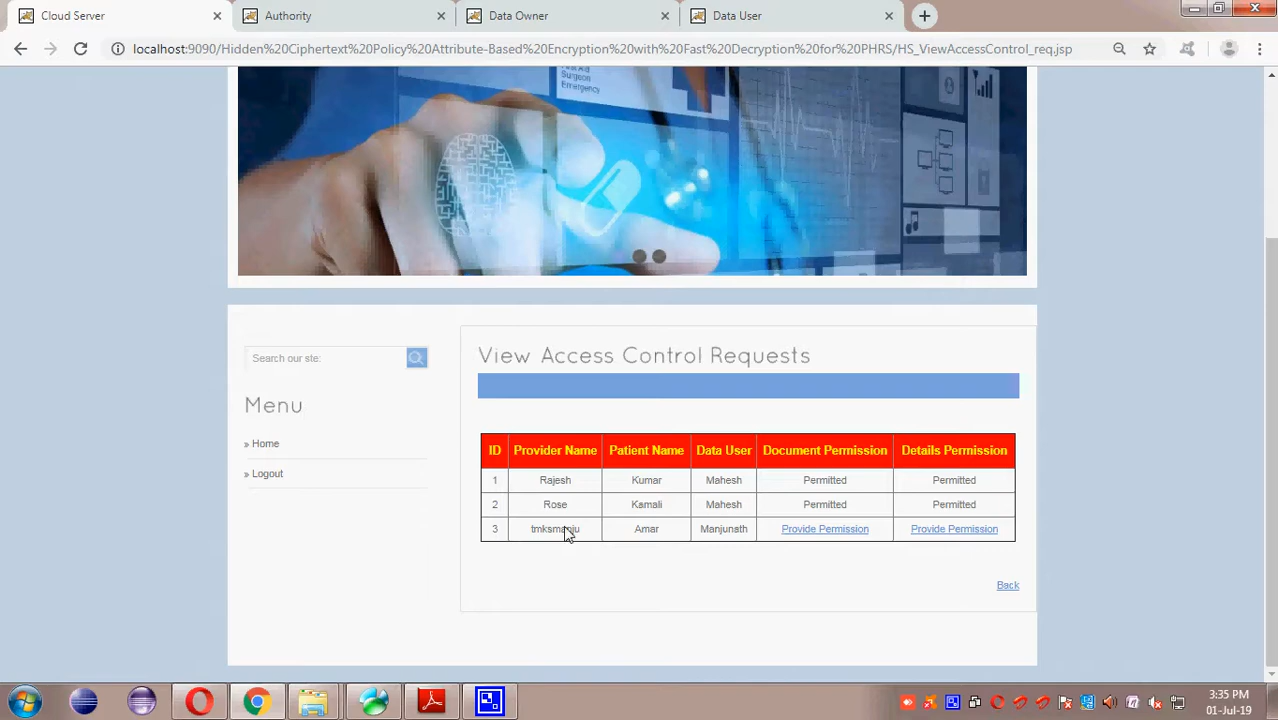 Cloud Server
Authority
Data Owner
Data User
localhost:9090/Hidden%20Ciphertext%20Policy%20Attribute-Based%20Encryption%20with%20Fast%20Decryption%20for%20PHRS/HS_ViewAccessControl_req.jsp
Surgeon
Emergency
Search our site:
View Access Control Requests
Menu
» Home
» Logout
ID Provider Name Patient Name Data User Document Permission Details Permission
1 Rajesh Kumar Mahesh Permitted Permitted
2 Rose Kamali Mahesh Permitted Permitted
3 tmksmanju Amar Manjunath Provide Permission Provide Permission
Back
3:35 PM
01-Jul-19